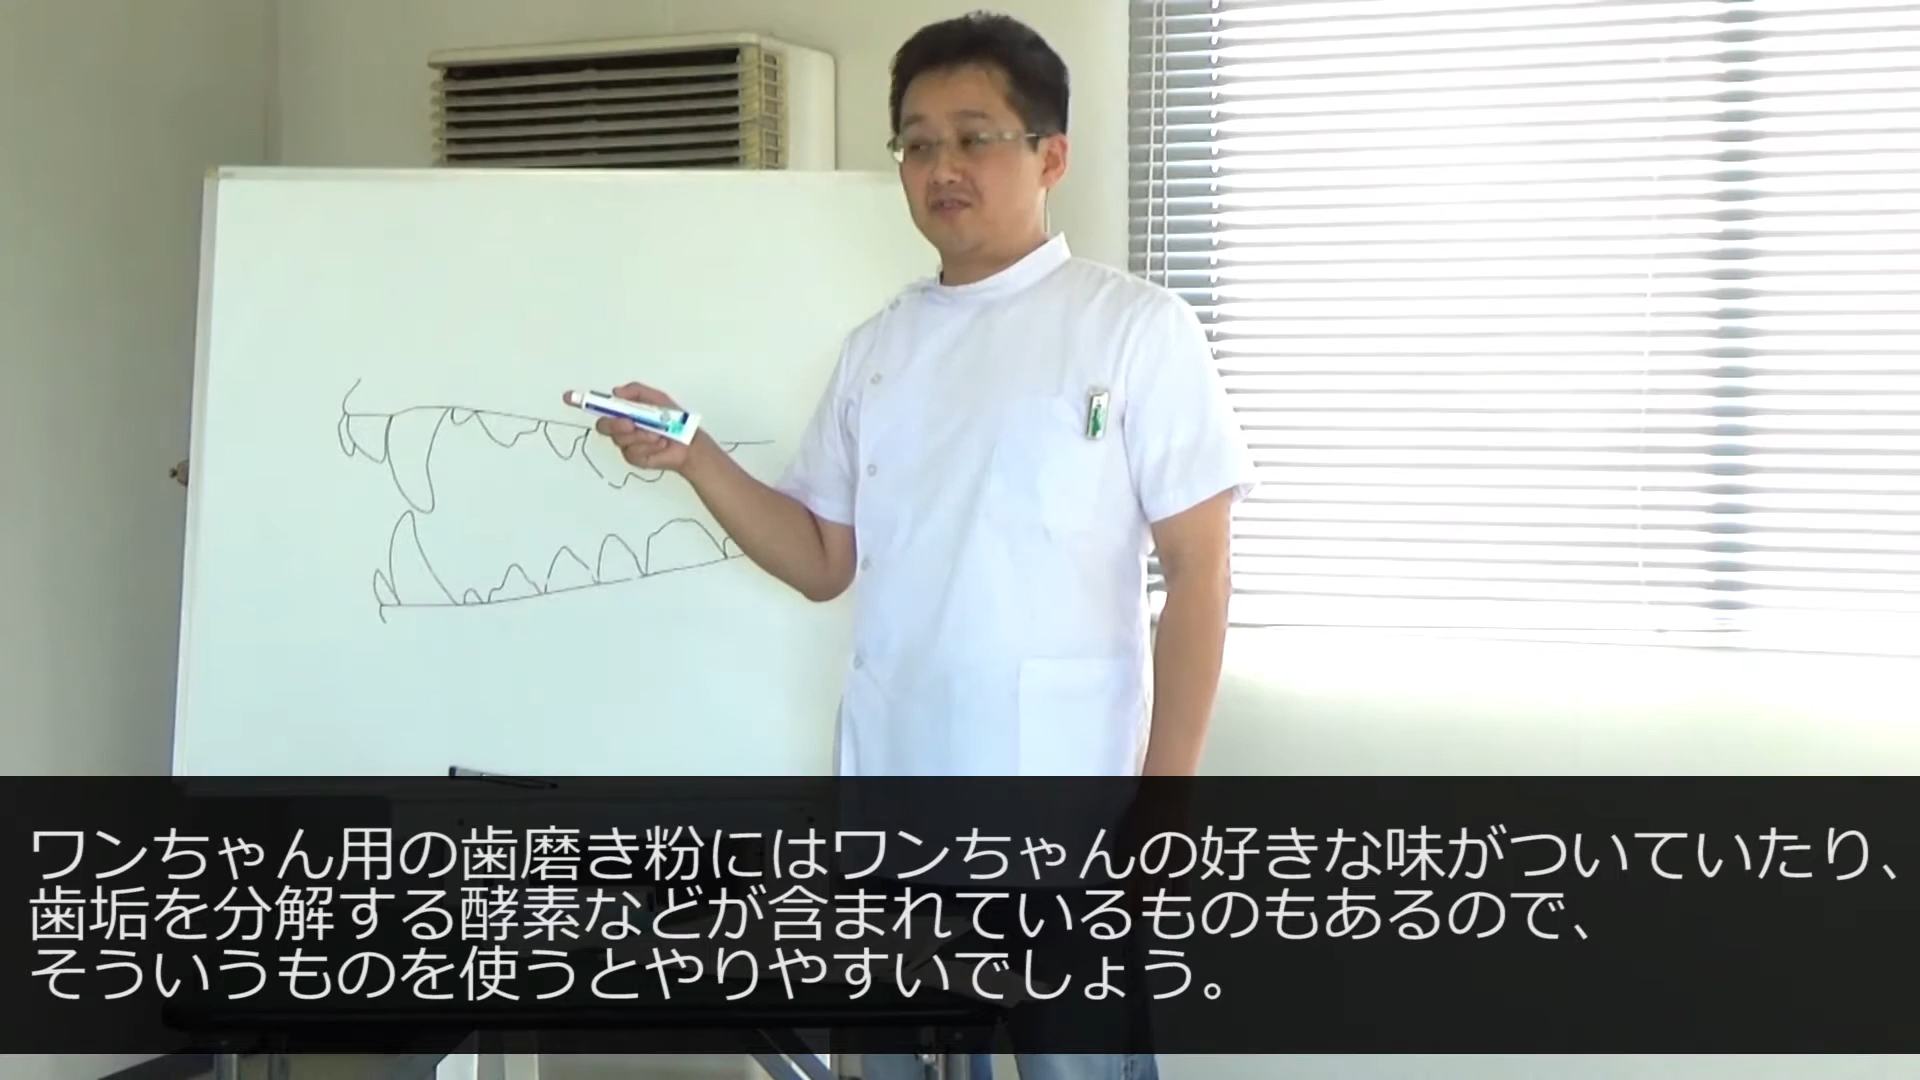 ワンちゃん用の歯磨き粉にはワンちゃんの好きな味がついていたり、
歯垢を分解する酵素などが含まれているものもあるので、
そういうものを使うとやりやすいでしょう。